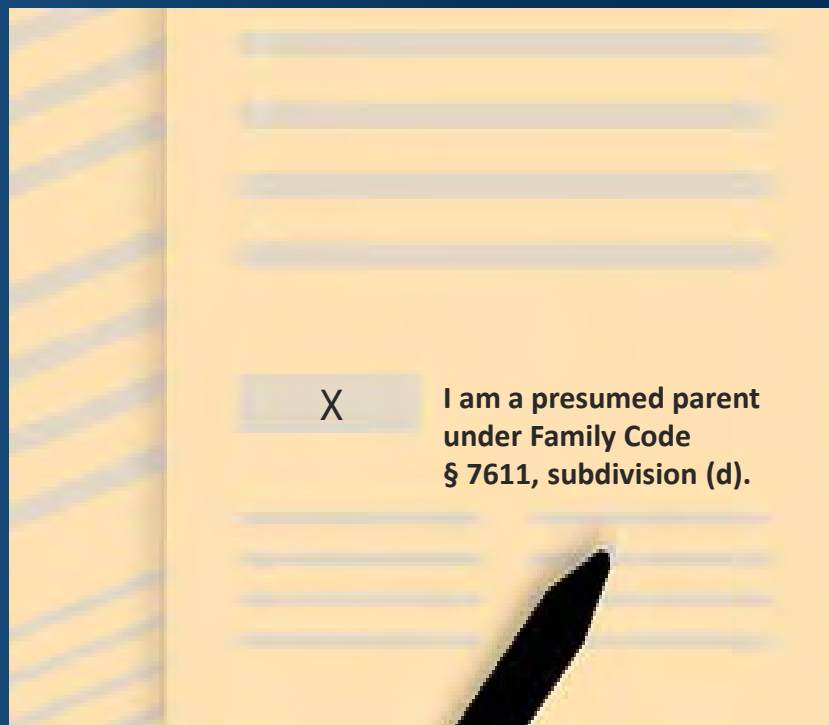 X
I am a presumed parent
under Family Code
§ 7611, subdivision (d).